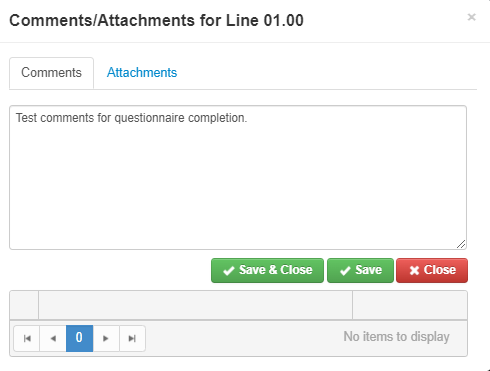 Comments/Attachments for Line 01.00
×
Comments Attachments
Test comments for questionnaire completion.
Save & Close Save Close
0 No items to display